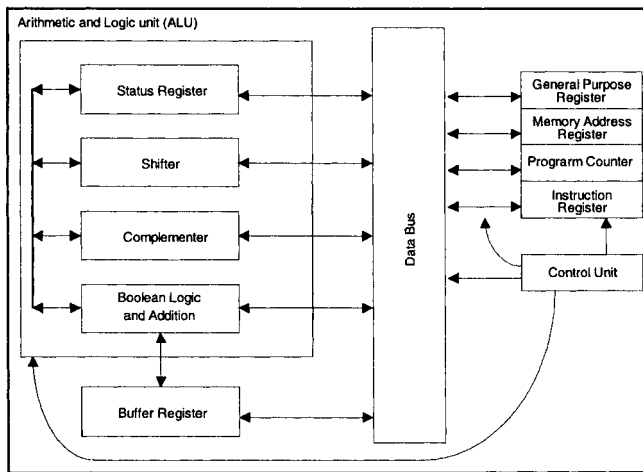 Arithmetic and Logic unit (ALU)
Status Register
Shifter
Complementer
Boolean Logic
and Addition
Buffer Register
Data Bus
General Purpose
Register
Memory Address
Register
Programm Counter
Instruction
Register
Control Unit